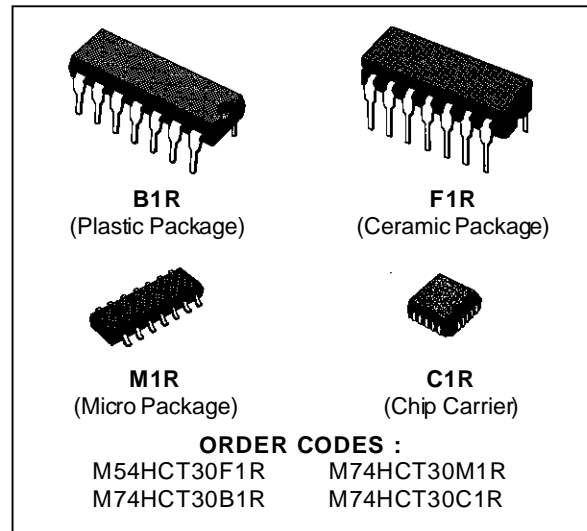 B1R
(Plastic Package)
F1R
(Ceramic Package)
M1R
(Micro Package)
C1R
(Chip Carrier)
ORDER CODES :
M54HCT30F1R M74HCT30M1R
M74HCT30B1R M74HCT30C1R